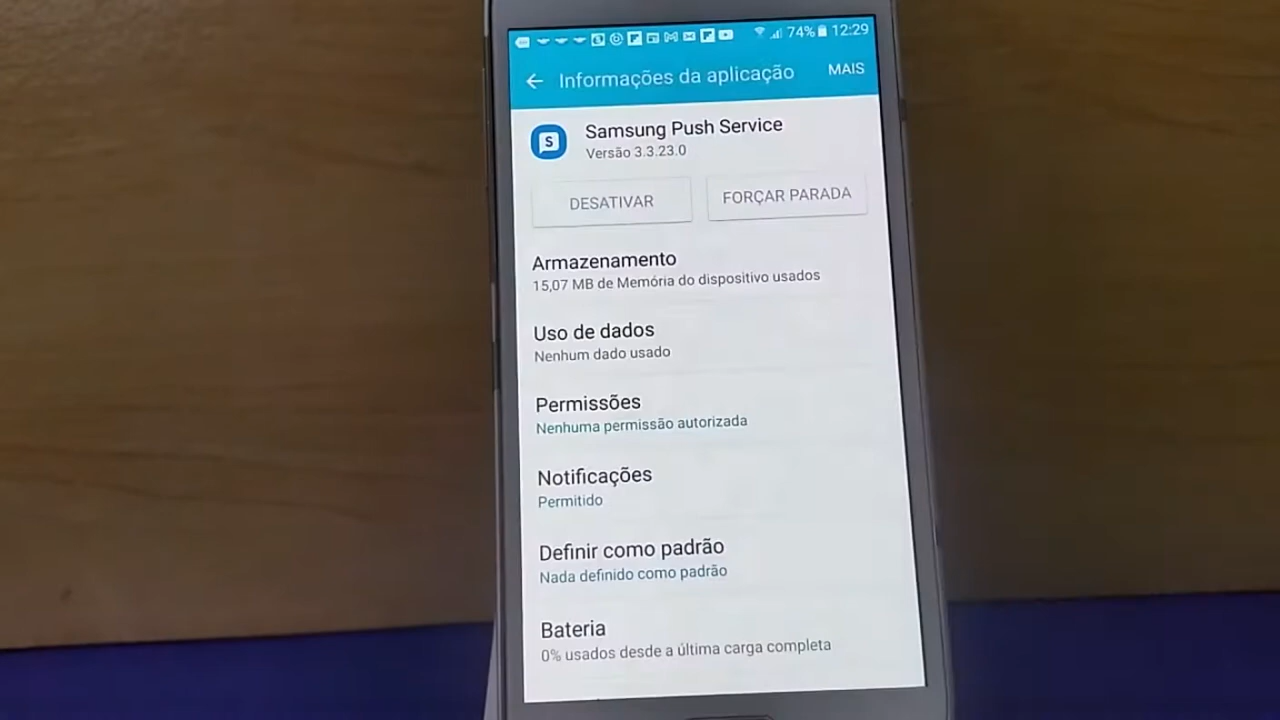 74% 12:29
Informações da aplicação MAIS
S
Samsung Push Service
Versão 3.3.23.0
DESATIVAR FORÇAR PARADA
Armazenamento
15,07 MB de Memória do dispositivo usados
Uso de dados
Nenhum dado usado
Permissões
Nenhuma permissão autorizada
Notificações
Permitido
Definir como padrão
Nada definido como padrão
Bateria
0% usados desde a última carga completa